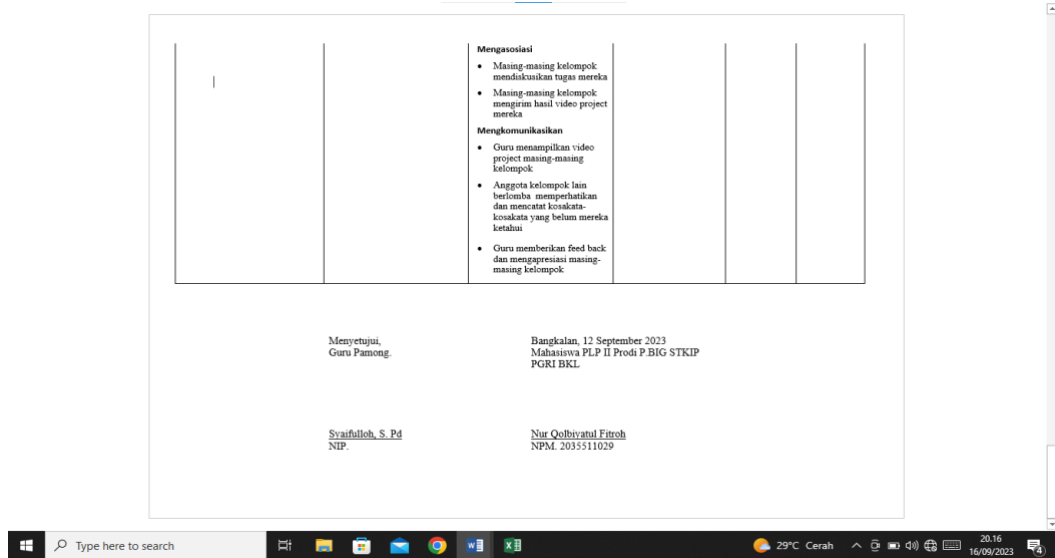 Mengasosiasi
• Masing-masing kelompok
mendiskusikan tugas mereka
• Masing-masing kelompok
mengirim hasil video project
mereka
Mengkomunikasikan
• Guru menampilkan video
project masing-masing
kelompok
• Anggota kelompok lain
berlomba memperhatikan
dan mencatat kosakata-
kosakata yang belum mereka
ketahui
• Guru memberikan feed back
dan mengapresiasi masing-
masing kelompok
Menyetujui,
Guru Pamong.
Syaifulloh, S. Pd
NIP.
Bangkalan, 12 September 2023
Mahasiswa PLP II Prodi P.BIG STKIP
PGRI BKL
Nur Qolbiyatul Fitroh
NPM. 2035511029
Type here to search
29°C Cerah
20.16
16/09/2023
4